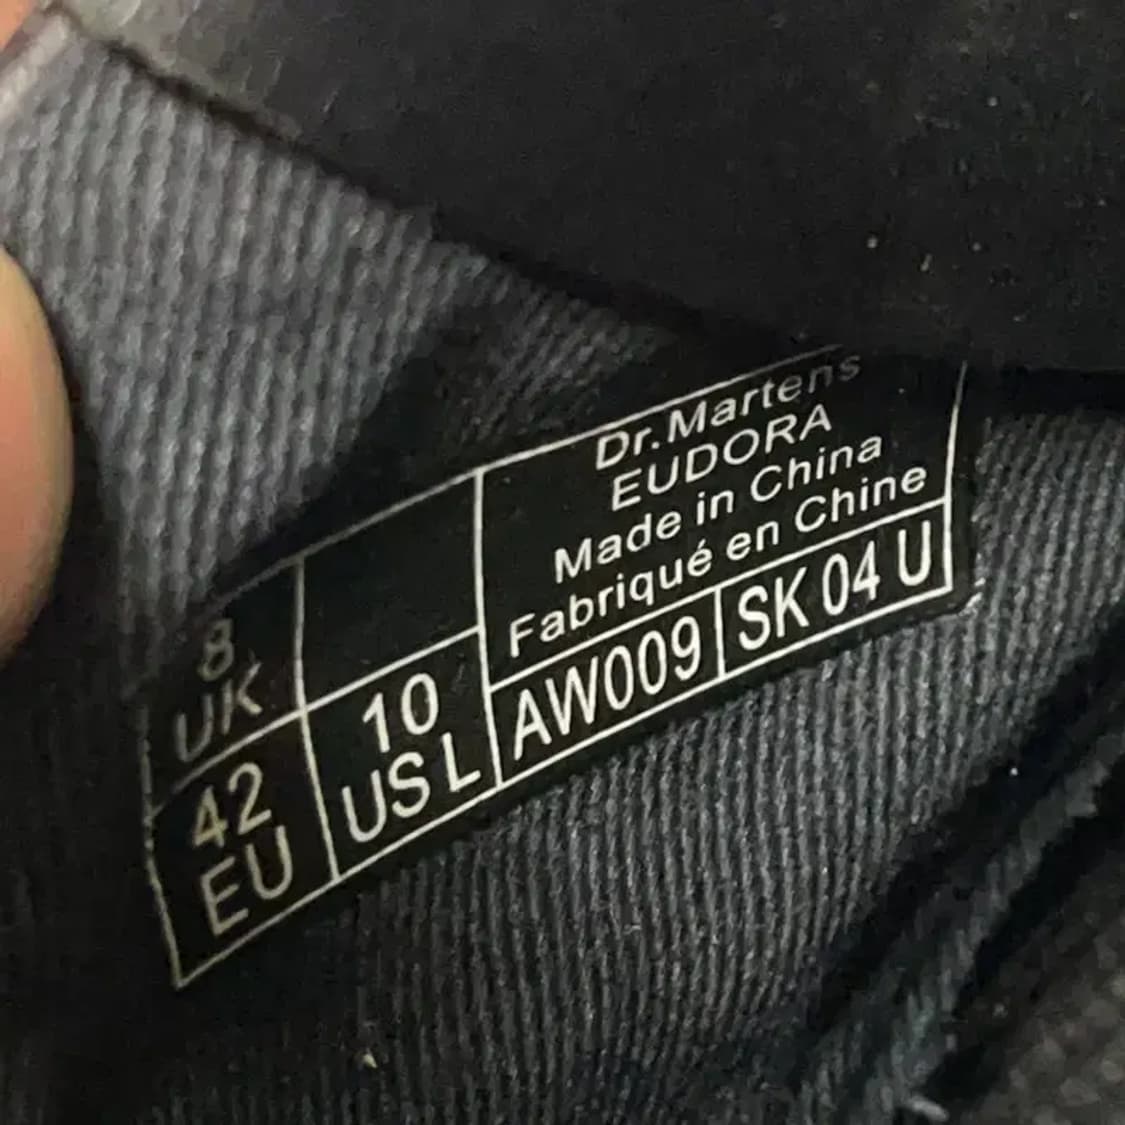 8
UK
42
EU
10
US L
Dr.Martens
EUDORA
Made in China
Fabriqué en Chine
AW009 SK 04 U